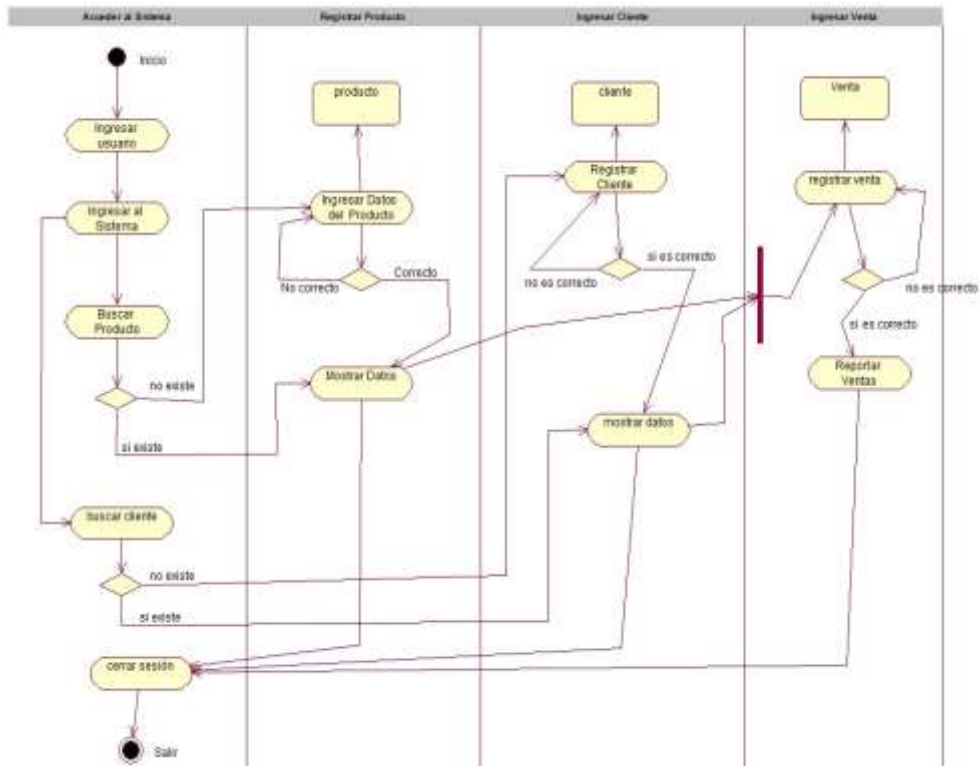 Acceder al Sistema
Registrar Producto
Ingresar Cliente
Ingresar Venta
Inicio
Ingresar
usuario
Ingresar al
Sistema
Buscar
Producto
no existe
si existe
buscar cliente
no existe
si existe
cerrar sesión
Salir
producto
Ingresar Datos
del Producto
No correcto
Correcto
Mostrar Datos
cliente
Registrar
Cliente
no es correcto
si es correcto
mostrar datos
Venta
registrar venta
no es correcto
si es correcto
Reportar
Ventas